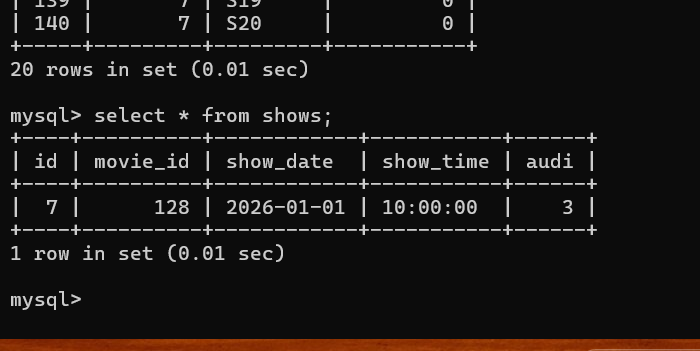 | 139 |          7 | S19     |         0 |
| 140 |          7 | S20     |         0 |
+-----+------------+---------+-----------+
20 rows in set (0.01 sec)
mysql> select * from shows;
+----+----------+------------+-----------+------+
| id | movie_id | show_date  | show_time | audi |
+----+----------+------------+-----------+------+
|  7 |      128 | 2026-01-01 | 10:00:00  |    3 |
+----+----------+------------+-----------+------+
1 row in set (0.01 sec)
mysql>